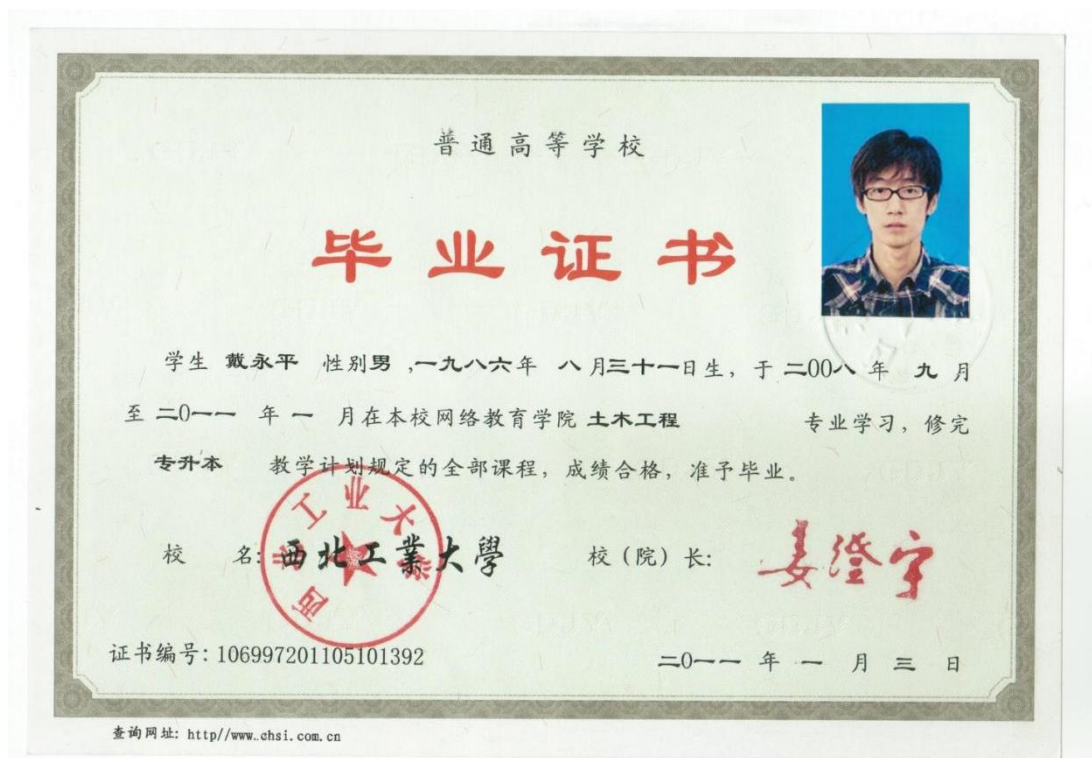 普通高等学校
毕业证书
学生 戴永平 性别男 ,一九八六年 八 月三十一日生, 于 二00八 年 九 月
至 二0一一 年 一 月在本校网络教育学院 土木工程 专业学习, 修完
专升本 教学计划规定的全部课程, 成绩合格, 准予毕业。
西北工业大学
校 名: 西北工業大學 校 (院) 长: 姜澄宇
证书编号: 106997201105101392 二0一一 年 一 月 三 日
查询网址: http//www..chsi.com.cn